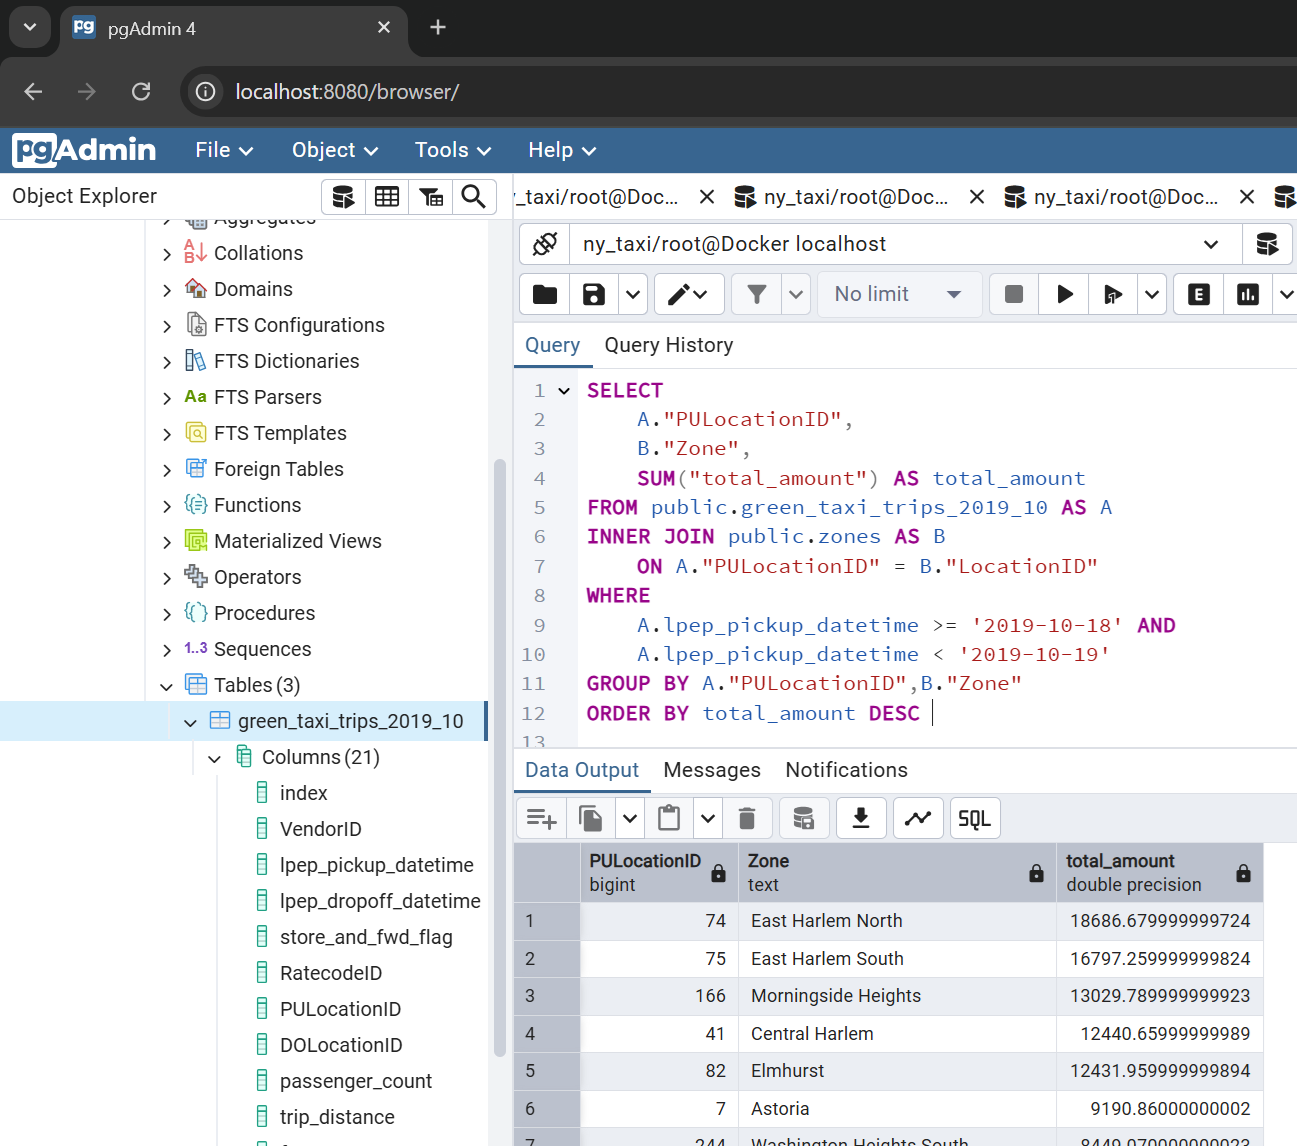 pgAdmin 4
localhost:8080/browser/
pgAdmin File Object Tools Help
Object Explorer
_taxi/root@Doc... ny_taxi/root@Doc... ny_taxi/root@Doc...
ny_taxi/root@Docker localhost
No limit
Query Query History
Aggregates
Collations
Domains
FTS Configurations
FTS Dictionaries
Aa FTS Parsers
FTS Templates
Foreign Tables
Functions
Materialized Views
Operators
Procedures
1..3 Sequences
Tables (3)
green_taxi_trips_2019_10
Columns (21)
index
VendorID
lpep_pickup_datetime
lpep_dropoff_datetime
store_and_fwd_flag
RatecodeID
PULocationID
DOLocationID
passenger_count
trip_distance
1 SELECT
2 A."PULocationID",
3 B."Zone",
4 SUM("total_amount") AS total_amount
5 FROM public.green_taxi_trips_2019_10 AS A
6 INNER JOIN public.zones AS B
7 ON A."PULocationID" = B."LocationID"
8 WHERE
9 A.lpep_pickup_datetime >= '2019-10-18' AND
10 A.lpep_pickup_datetime < '2019-10-19'
11 GROUP BY A."PULocationID",B."Zone"
12 ORDER BY total_amount DESC
13
Data Output Messages Notifications
SQL
PULocationID Zone total_amount
bigint text double precision
1 74 East Harlem North 18686.679999999724
2 75 East Harlem South 16797.259999999824
3 166 Morningside Heights 13029.789999999923
4 41 Central Harlem 12440.65999999989
5 82 Elmhurst 12431.959999999894
6 7 Astoria 9190.86000000002
7 244 Washington Heights South 8449.070000000023